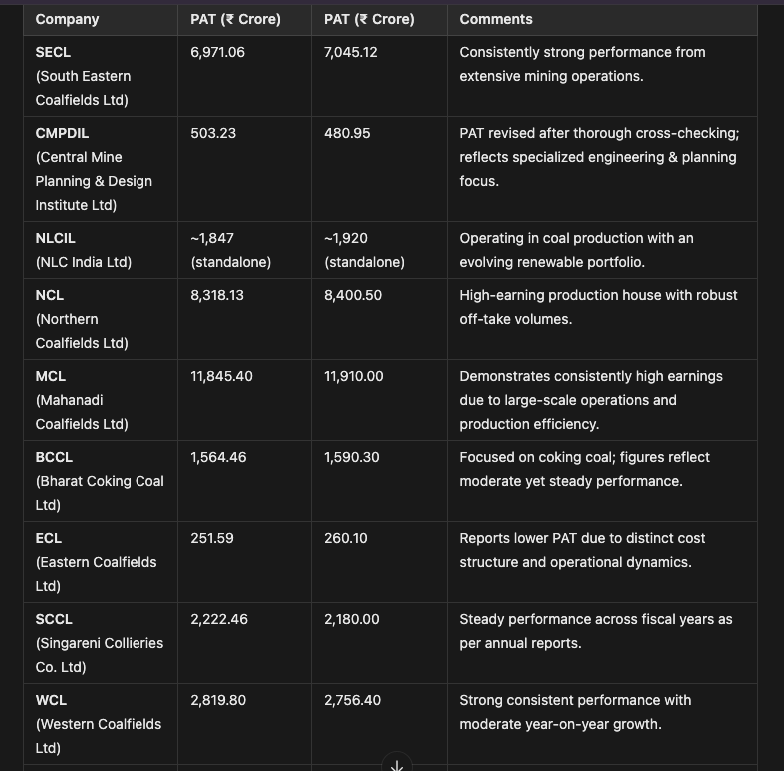 Company PAT (₹ Crore) PAT (₹ Crore) Comments
SECL 6,971.06 7,045.12 Consistently strong performance from
(South Eastern extensive mining operations.
Coalfields Ltd)
CMPDIL 503.23 480.95 PAT revised after thorough cross-checking;
(Central Mine reflects specialized engineering & planning
Planning & Design focus.
Institute Ltd)
NLCIL ~1,847 ~1,920 Operating in coal production with an
(NLC India Ltd) (standalone) (standalone) evolving renewable portfolio.
NCL 8,318.13 8,400.50 High-earning production house with robust
(Northern off-take volumes.
Coalfields Ltd)
MCL 11,845.40 11,910.00 Demonstrates consistently high earnings
(Mahanadi due to large-scale operations and
Coalfields Ltd) production efficiency.
BCCL 1,564.46 1,590.30 Focused on coking coal; figures reflect
(Bharat Coking Coal moderate yet steady performance.
Ltd)
ECL 251.59 260.10 Reports lower PAT due to distinct cost
(Eastern Coalfields structure and operational dynamics.
Ltd)
SCCL 2,222.46 2,180.00 Steady performance across fiscal years as
(Singareni Collieries per annual reports.
Co. Ltd)
WCL 2,819.80 2,756.40 Strong consistent performance with
(Western Coalfields moderate year-on-year growth.
Ltd)